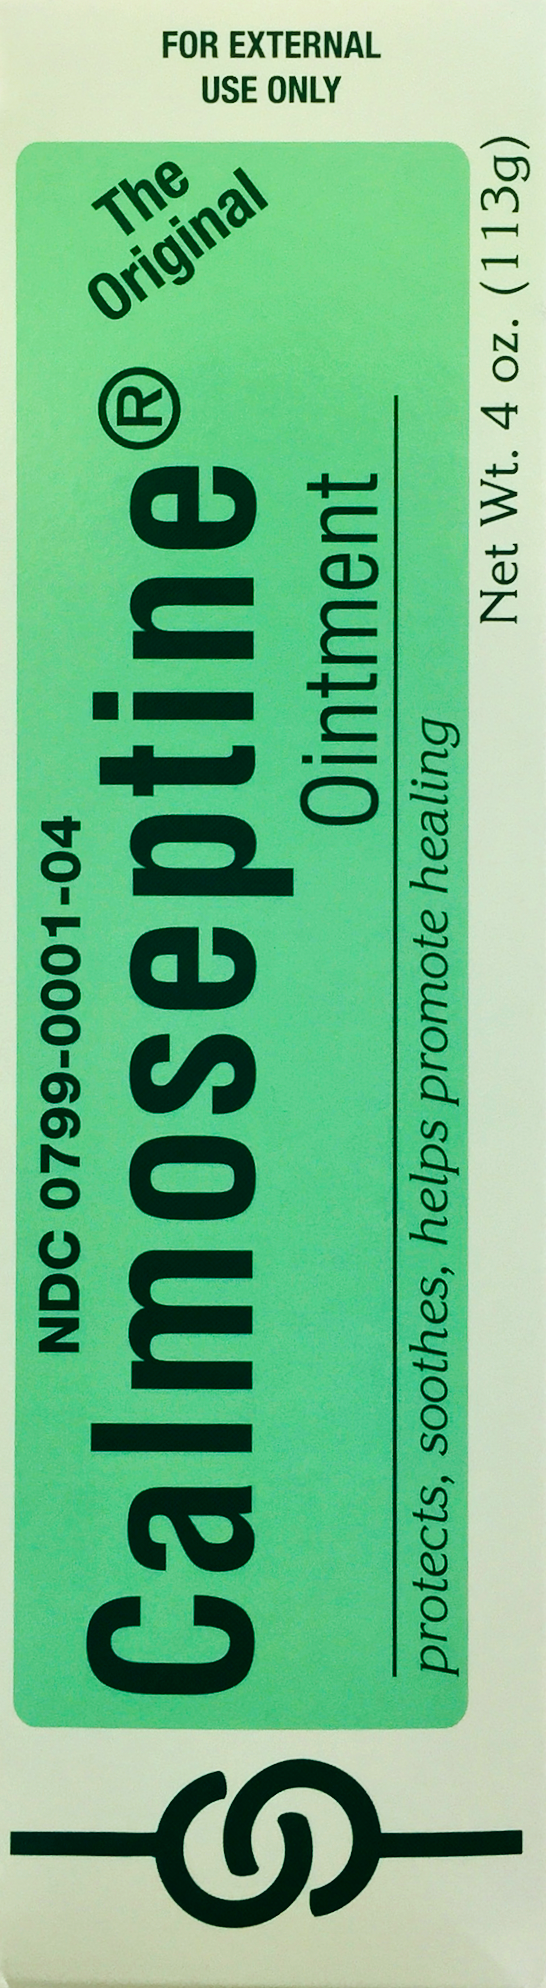 FOR EXTERNAL
USE ONLY
The
Original
NDC 0799-0001-04
Calmoseptine®
Ointment
protects, soothes, helps promote healing
Net Wt. 4 oz. (113g)